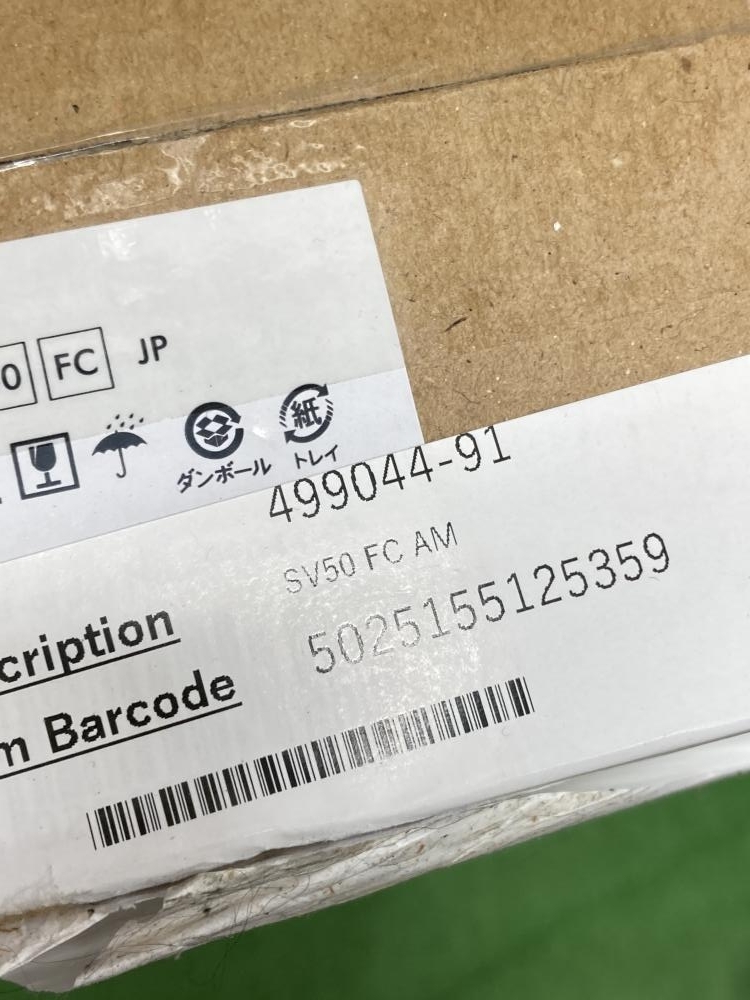 0 FC JP
紙
ダンボール トレイ
499044-91
SV50 FC AM
cription
5025155125359
m Barcode